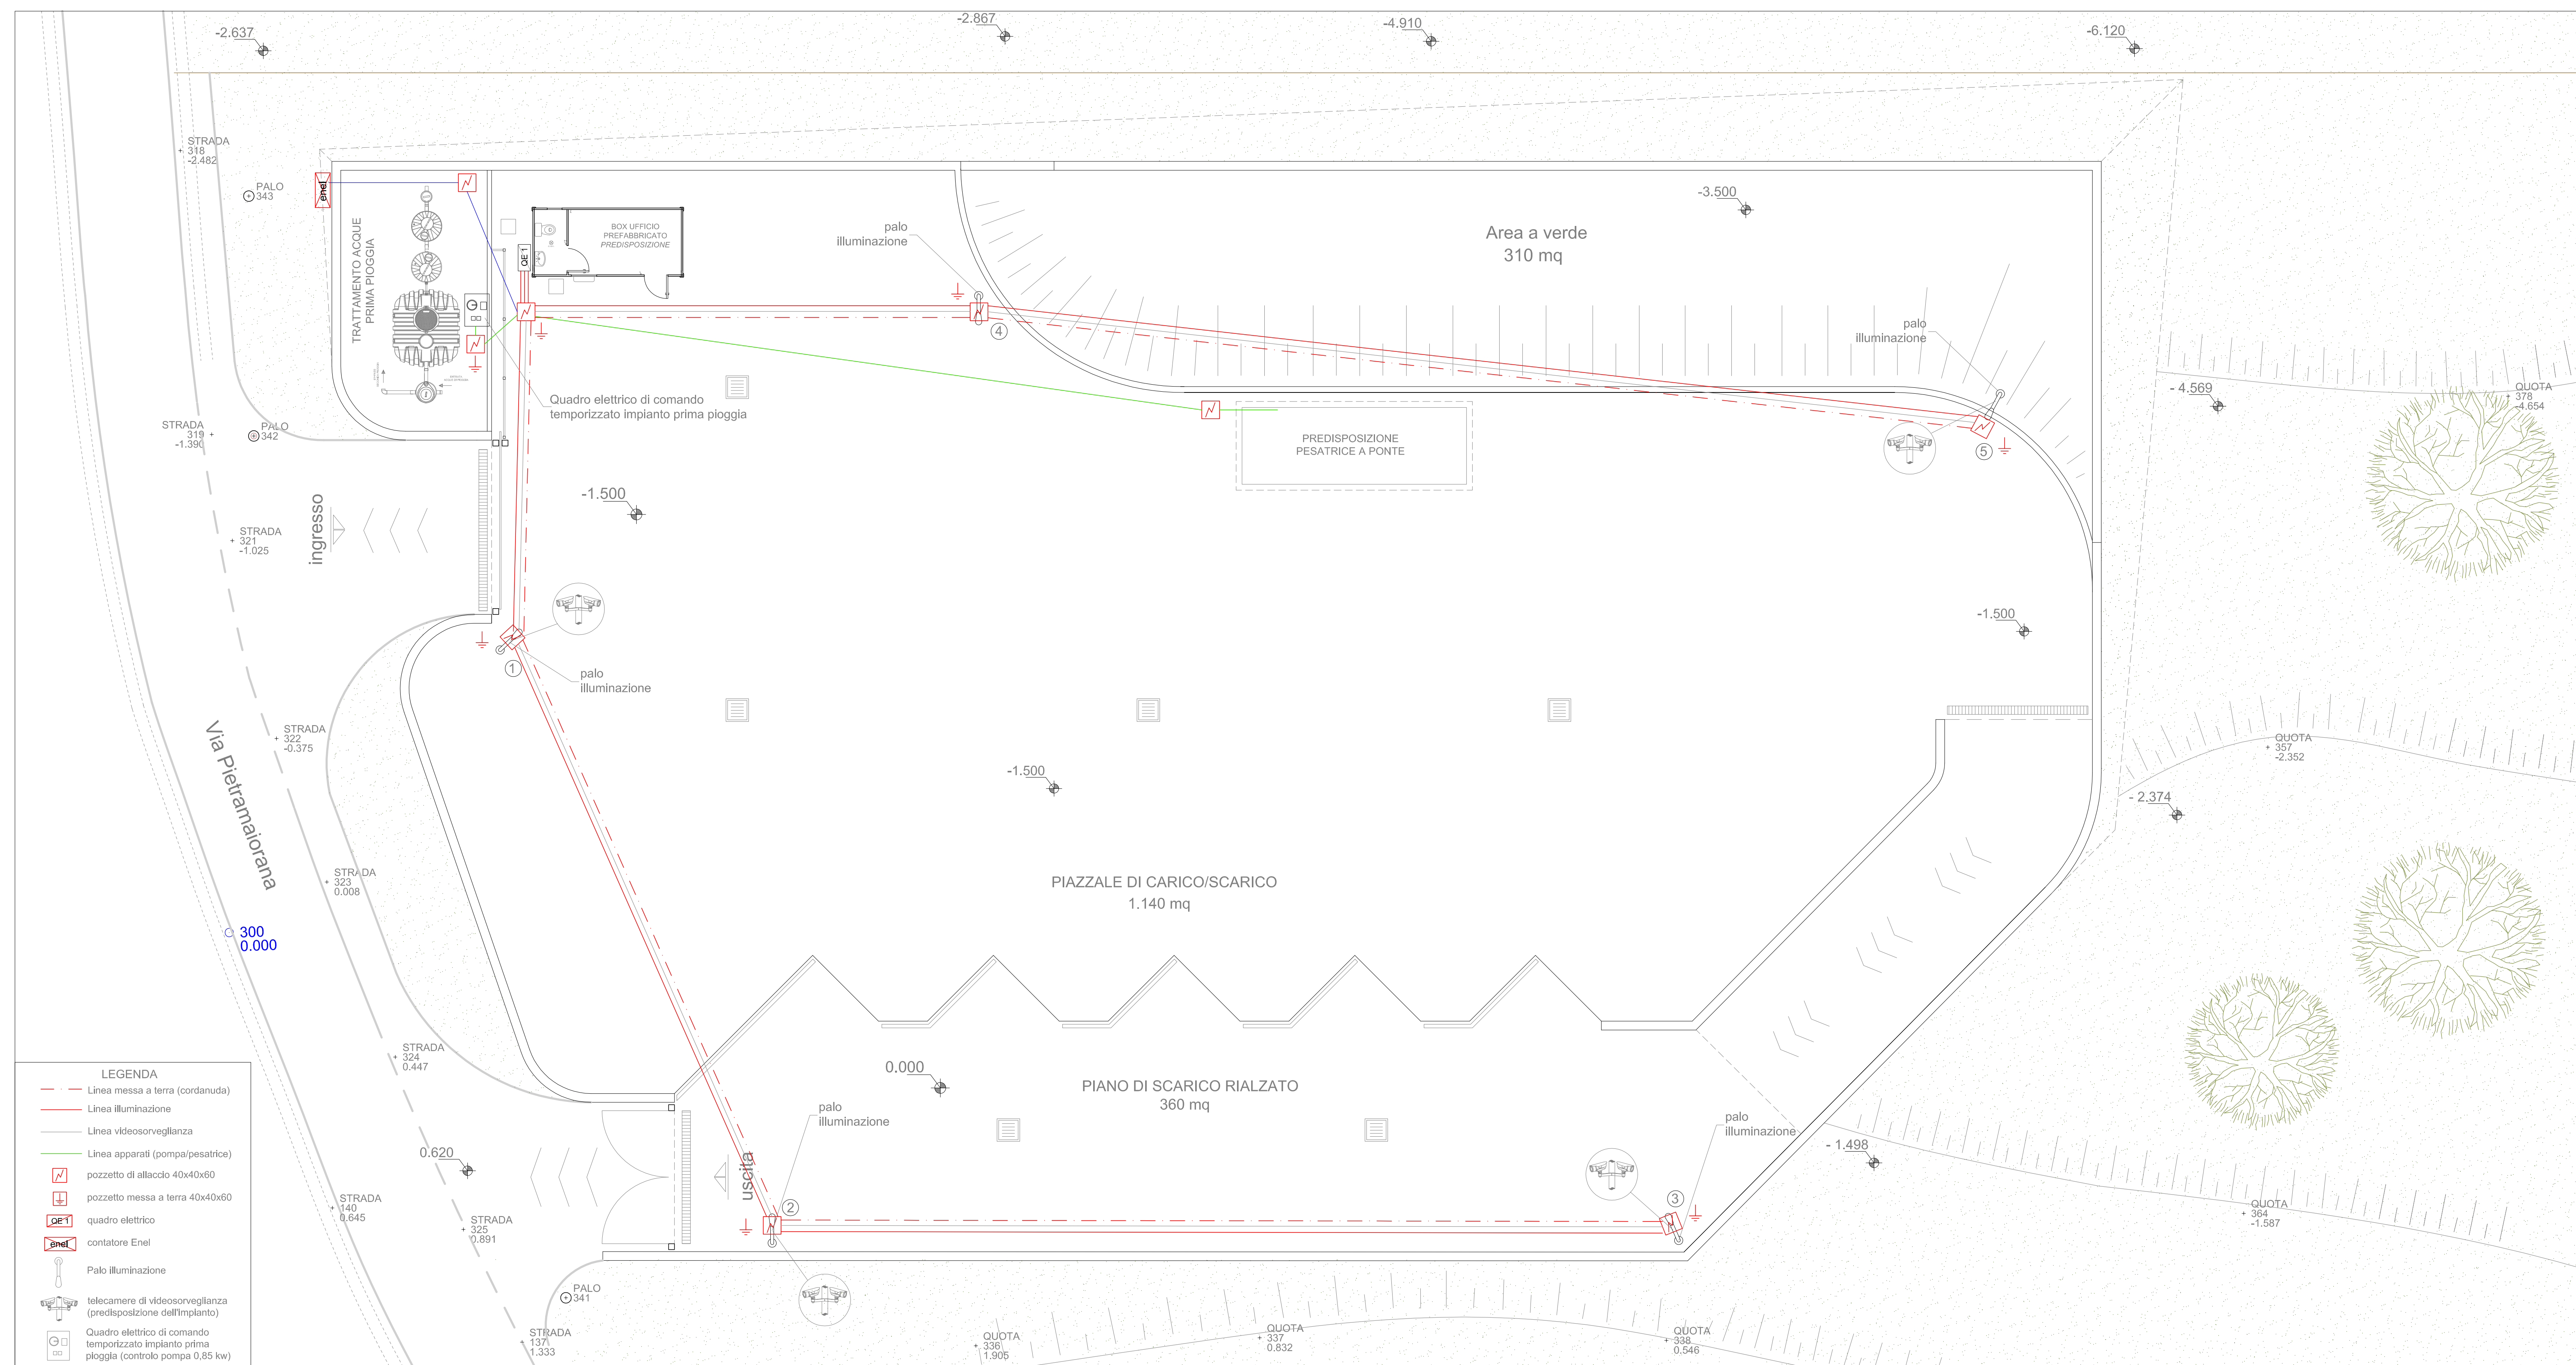 -2.637
-2.867
-4.910
-6.120
STRADA
318
-2.482
PALO
343
enel
TRATTAMENTO ACQUE
PRIMA PIOGGIA
QE 1
BOX UFFICIO
PREFABBRICATO
PREDISPOSIZIONE
palo
illuminazione
-3.500
Area a verde
310 mq
4
palo
illuminazione
Quadro elettrico di comando
temporizzato impianto prima pioggia
STRADA
319
-1.390
PALO
342
PREDISPOSIZIONE
PESATRICE A PONTE
5
- 4.569
QUOTA
378
-4.654
ingresso
-1.500
STRADA
321
-1.025
-1.500
1
palo
illuminazione
STRADA
322
-0.375
Via Pietramaiorana
QUOTA
357
-2.352
-1.500
- 2.374
STRADA
323
0.008
PIAZZALE DI CARICO/SCARICO
1.140 mq
300
0.000
STRADA
324
0.447
0.000
PIANO DI SCARICO RIALZATO
360 mq
palo
illuminazione
palo
illuminazione
0.620
uscita
- 1.498
2
3
STRADA
140
0.645
STRADA
325
0.891
QUOTA
364
-1.587
PALO
341
STRADA
137
1.333
QUOTA
336
1.905
QUOTA
337
0.832
QUOTA
338
0.546
LEGENDA
Linea messa a terra (cordanuda)
Linea illuminazione
Linea videosorveglianza
Linea apparati (pompa/pesatrice)
pozzetto di allaccio 40x40x60
pozzetto messa a terra 40x40x60
QE 1 quadro elettrico
enel contatore Enel
Palo illuminazione
telecamere di videosorveglianza
(predisposizione dell'impianto)
Quadro elettrico di comando
temporizzato impianto prima
pioggia (controlo pompa 0,85 kw)